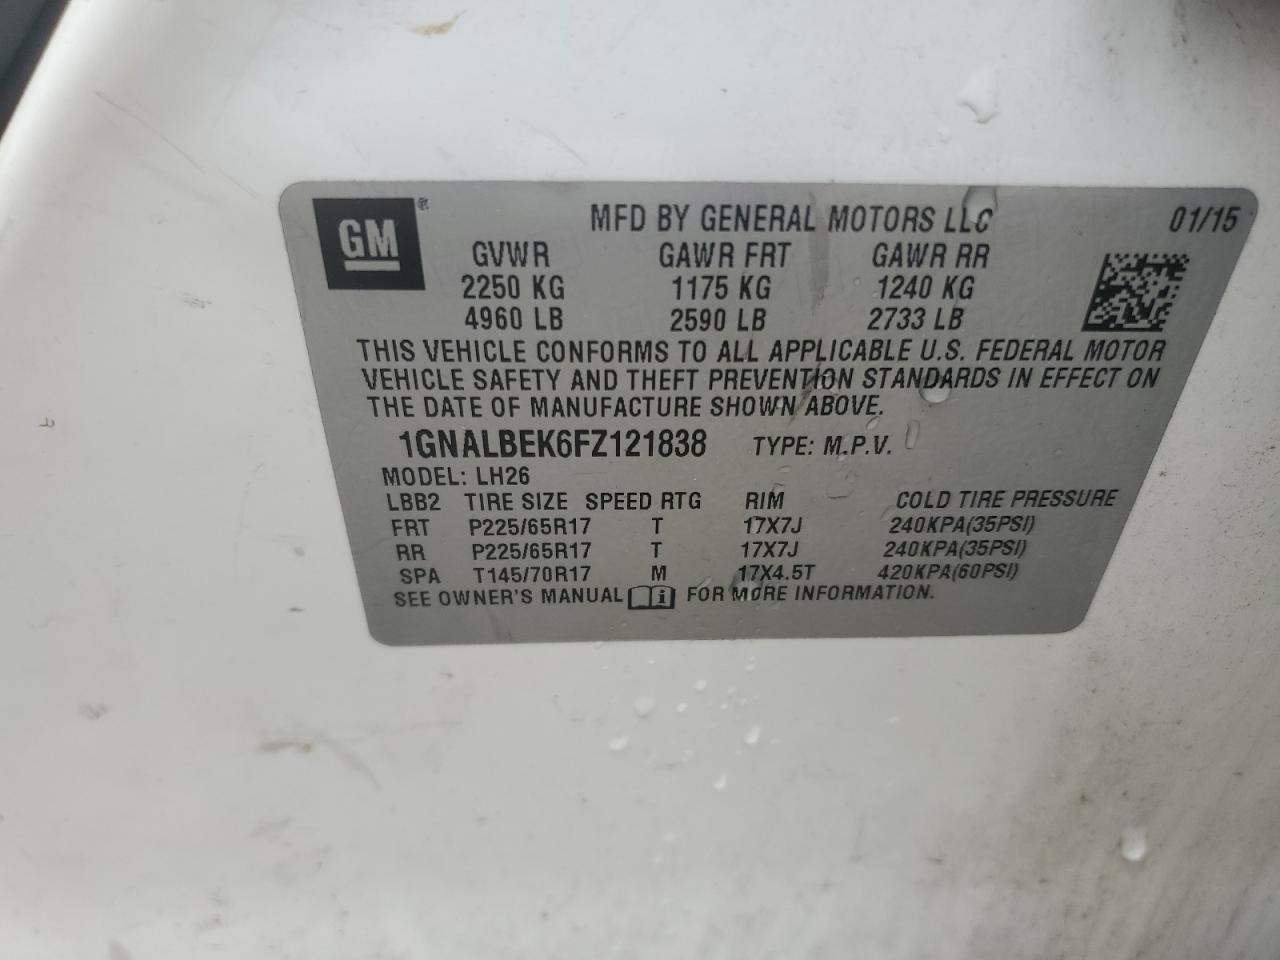 GM®
MFD BY GENERAL MOTORS LLC 01/15
GVWR GAWR FRT GAWR RR
2250 KG 1175 KG 1240 KG
4960 LB 2590 LB 2733 LB
THIS VEHICLE CONFORMS TO ALL APPLICABLE U.S. FEDERAL MOTOR
VEHICLE SAFETY AND THEFT PREVENTION STANDARDS IN EFFECT ON
THE DATE OF MANUFACTURE SHOWN ABOVE.
1GNALBEK6FZ121838 TYPE: M.P.V.
MODEL: LH26
LBB2 TIRE SIZE SPEED RTG RIM COLD TIRE PRESSURE
FRT P225/65R17 T 17X7J 240KPA(35PSI)
RR P225/65R17 T 17X7J 240KPA(35PSI)
SPA T145/70R17 M 17X4.5T 420KPA(60PSI)
SEE OWNER'S MANUAL i FOR MORE INFORMATION.